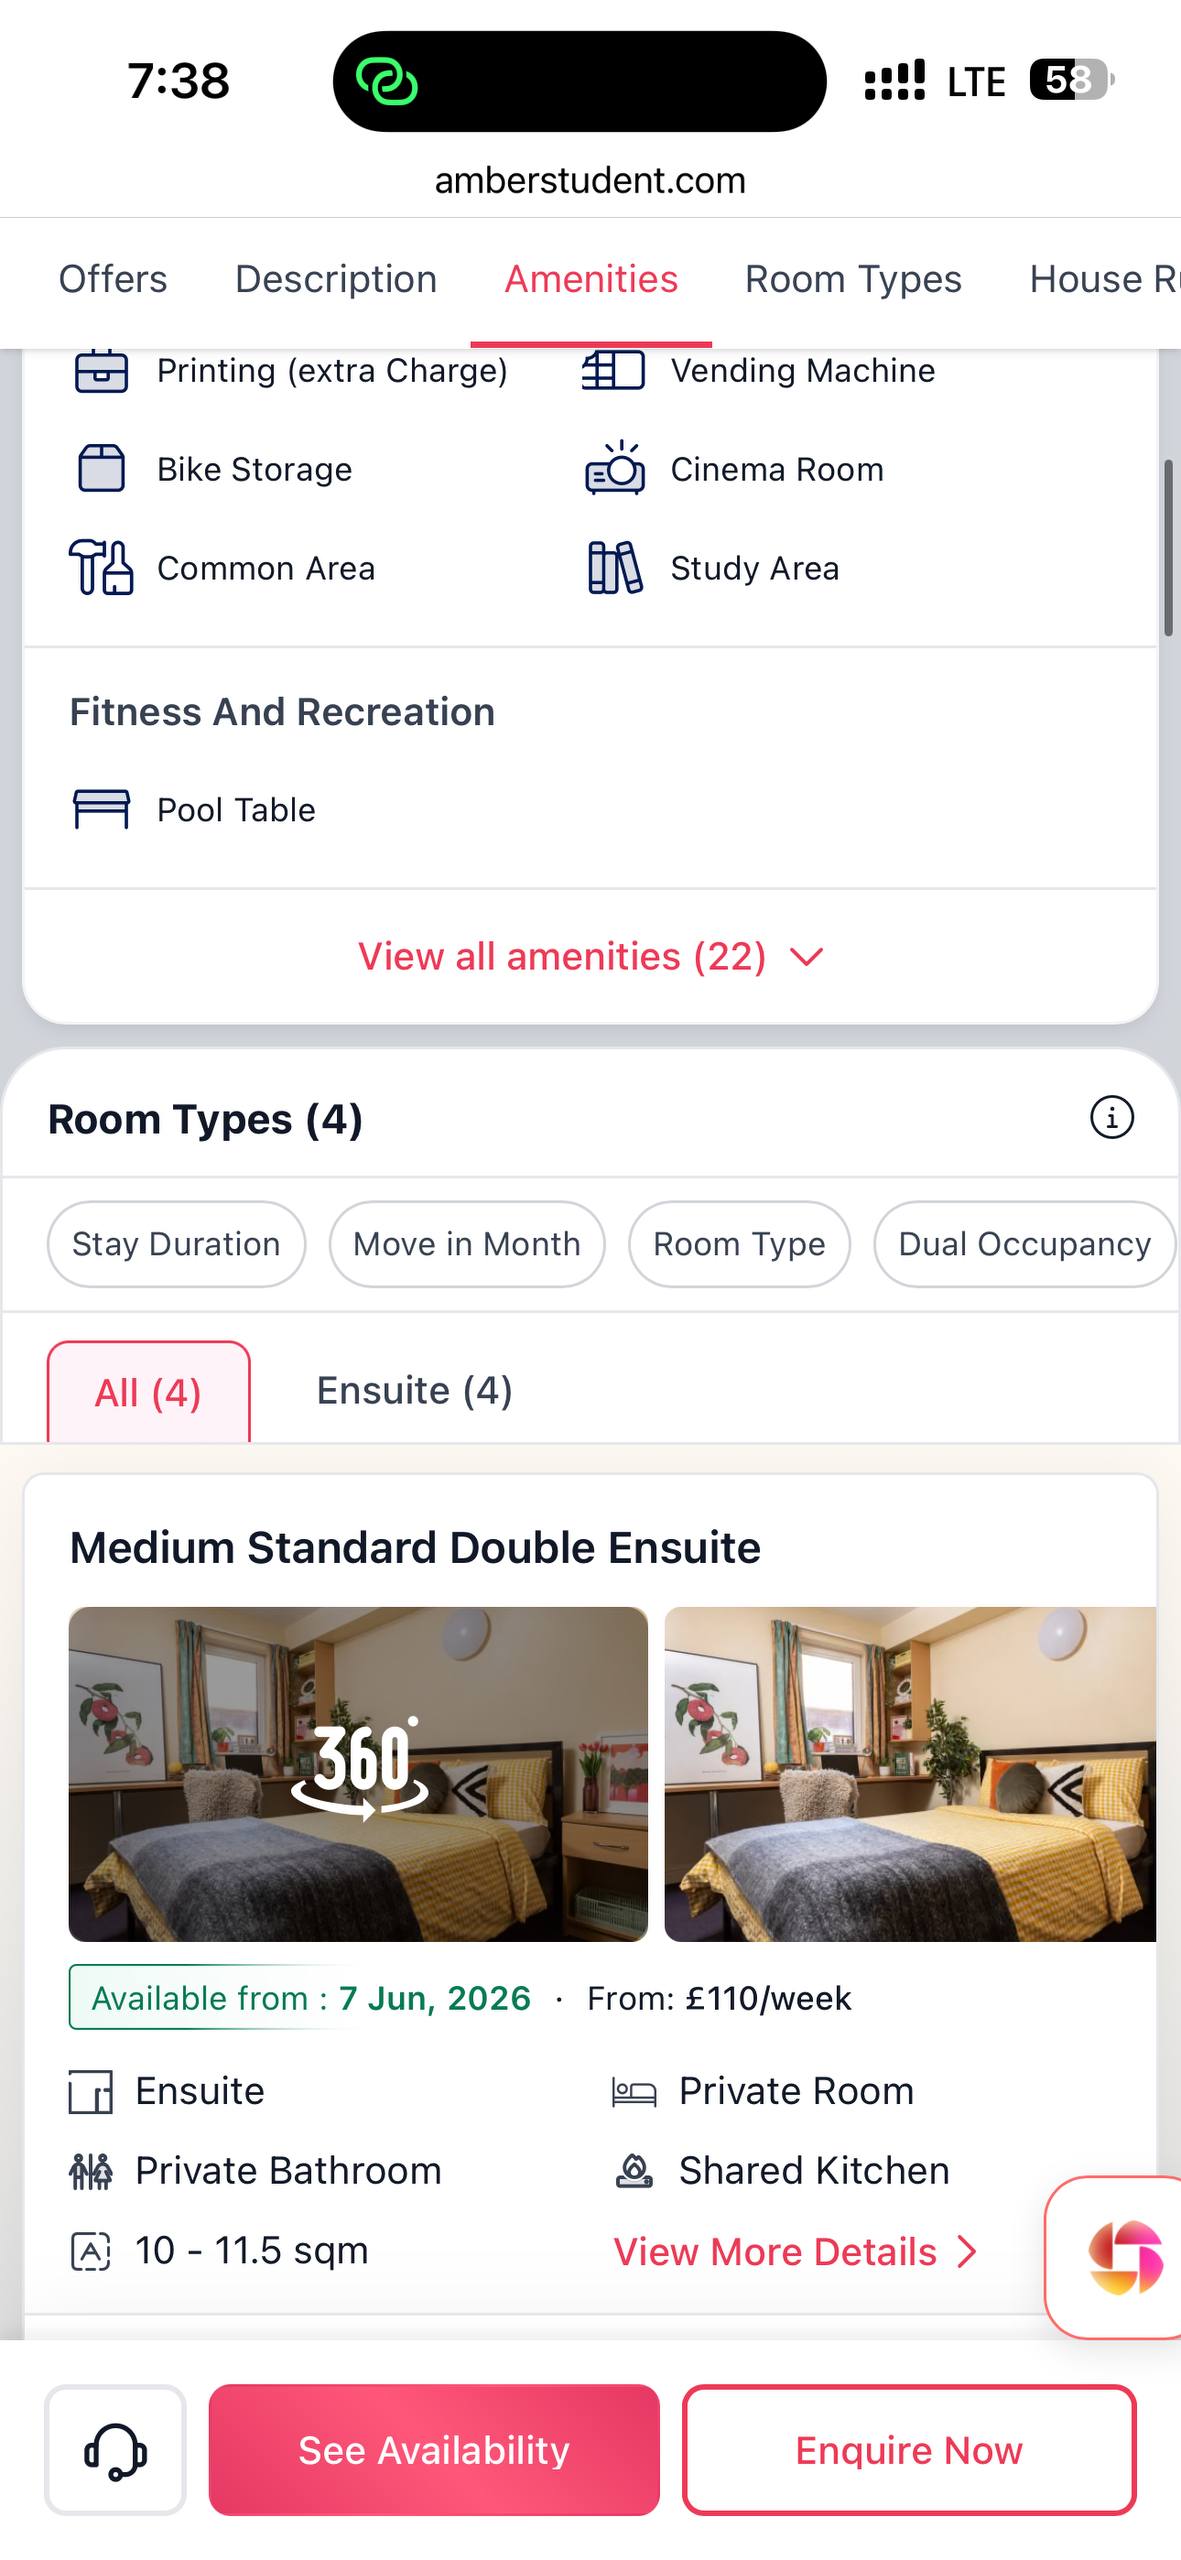 7:38
LTE
58
amberstudent.com
Offers
Description
Amenities
Room Types
House
Printing (extra Charge)
Vending Machine
Bike Storage
Cinema Room
Common Area
Study Area
Fitness And Recreation
Pool Table
View all amenities (22)
Room Types (4)
Stay Duration
Move in Month
Room Type
Dual Occupancy
All (4)
Ensuite (4)
Medium Standard Double Ensuite
360°
Available from : 7 Jun, 2026 · From: £110/week
Ensuite
Private Room
Private Bathroom
Shared Kitchen
10 - 11.5 sqm
View More Details
See Availability
Enquire Now